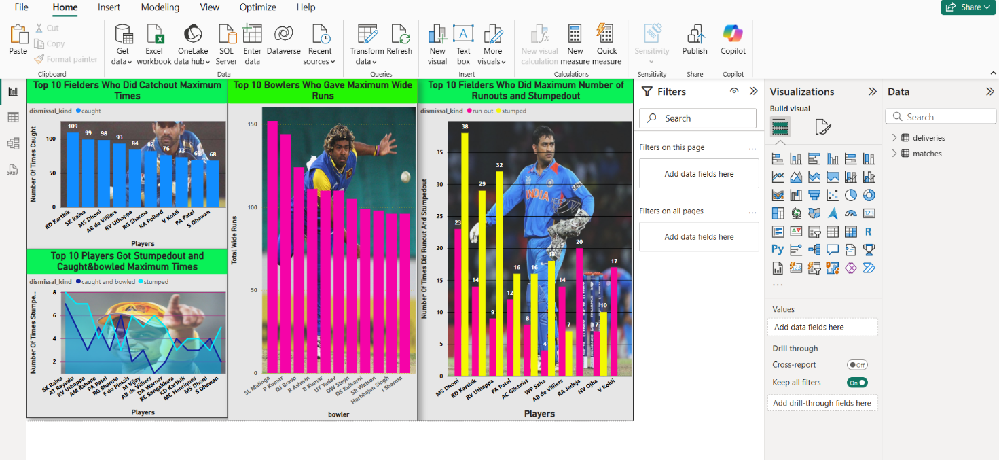 File Home Insert Modeling View Optimize Help
Share
Paste
Cut
Copy
Format painter
Clipboard
Get data
Excel workbook
OneLake data hub
SQL Server
Enter data
Dataverse
Recent sources
Data
Transform data
Refresh
Queries
New visual
Text box
More visuals
Insert
New visual calculation
New measure
Quick measure
Calculations
Sensitivity
Sensitivity
Publish
Share
Copilot
Copilot
Top 10 Fielders Who Did Catchout Maximum
Times
dismissal_kind caught
Number Of Times Caught
100
50
0
109 99 98 93 84 82 76 73 69 68
KD Karthik
SK Raina
MS Dhoni
AB de Villiers
RV Uthappa
RG Sharma
KA Pollard
V Kohli
PA Patel
S Dhawan
Players
Top 10 Players Got Stumpedout and
Caught&bowled Maximum Times
dismissal_kind caught and bowled stumped
Number Of Times Stumpe...
8
6
4
2
SK Raina
AT Rayudu
RV Uthappa
AM Rahane
PA Patel
RG Sharma
F du Plessis
M Vijay
AB de Villiers
DA Warner
KC Sangakkara
KD Karthik
MC Henriques
MS Dhoni
S Dhawan
Players
Top 10 Bowlers Who Gave Maximum Wide
Runs
Total Wide Runs
150
100
50
0
SL Malinga
P Kumar
DJ Bravo
R Ashwin
B Kumar
UT Yadav
DW Steyn
DS Kulkarni
SR Watson
Harbhajan Singh
I Sharma
bowler
Top 10 Fielders Who Did Maximum Number of
Runouts and Stumpedout
dismissal_kind run out stumped
Number Of Times Did Runout And Stumpedout
35
30
25
20
15
10
5
0
23 38 14 29 9 32 12 16 8 16 4 18 14 7 20 7 10 17
INDIA
MS Dhoni
KD Karthik
RV Uthappa
PA Patel
AC Gilchrist
WP Saha
AB de Villiers
RA Jadeja
NV Ojha
V Kohli
Players
Filters
Search
Filters on this page
...
Add data fields here
Filters on all pages
...
Add data fields here
Visualizations
Build visual
123
R
Py
123
...
Values
Add data fields here
Drill through
Cross-report Off
Keep all filters On
Add drill-through fields here
Data
Search
deliveries
matches